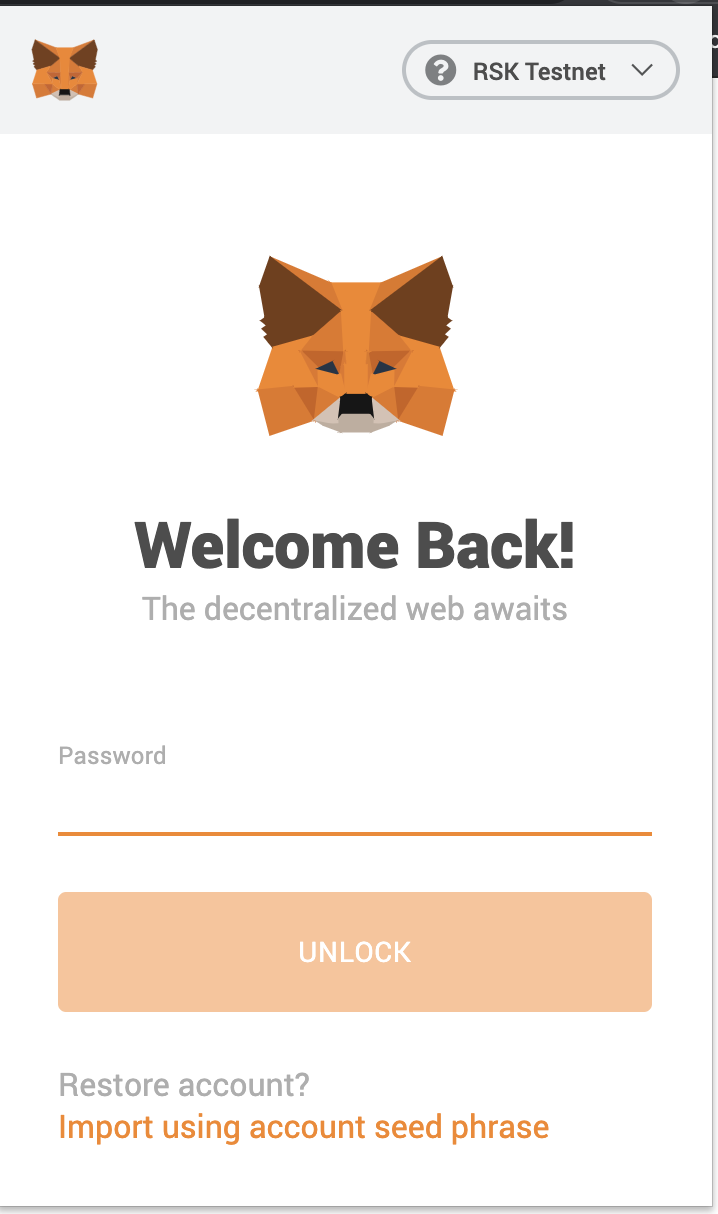 RSK Testnet
Welcome Back!
The decentralized web awaits
Password
UNLOCK
Restore account?
Import using account seed phrase